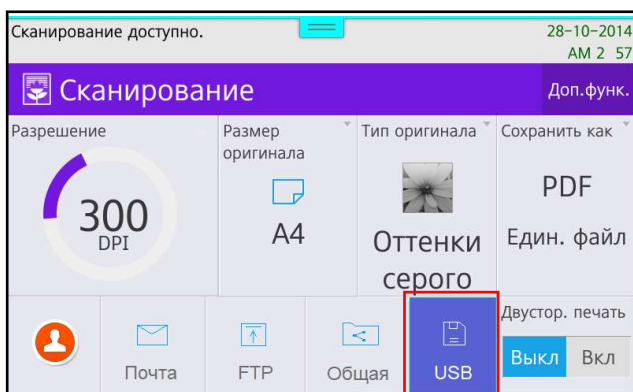 Сканирование доступно.
28-10-2014
AM 2 57
Сканирование
Доп.функ.
Разрешение
300
DPI
Размер
оригинала
A4
Тип оригинала
Оттенки
серого
Сохранить как
PDF
Един. файл
Почта
FTP
Общая
USB
Двустор. печать
Выкл
Вкл